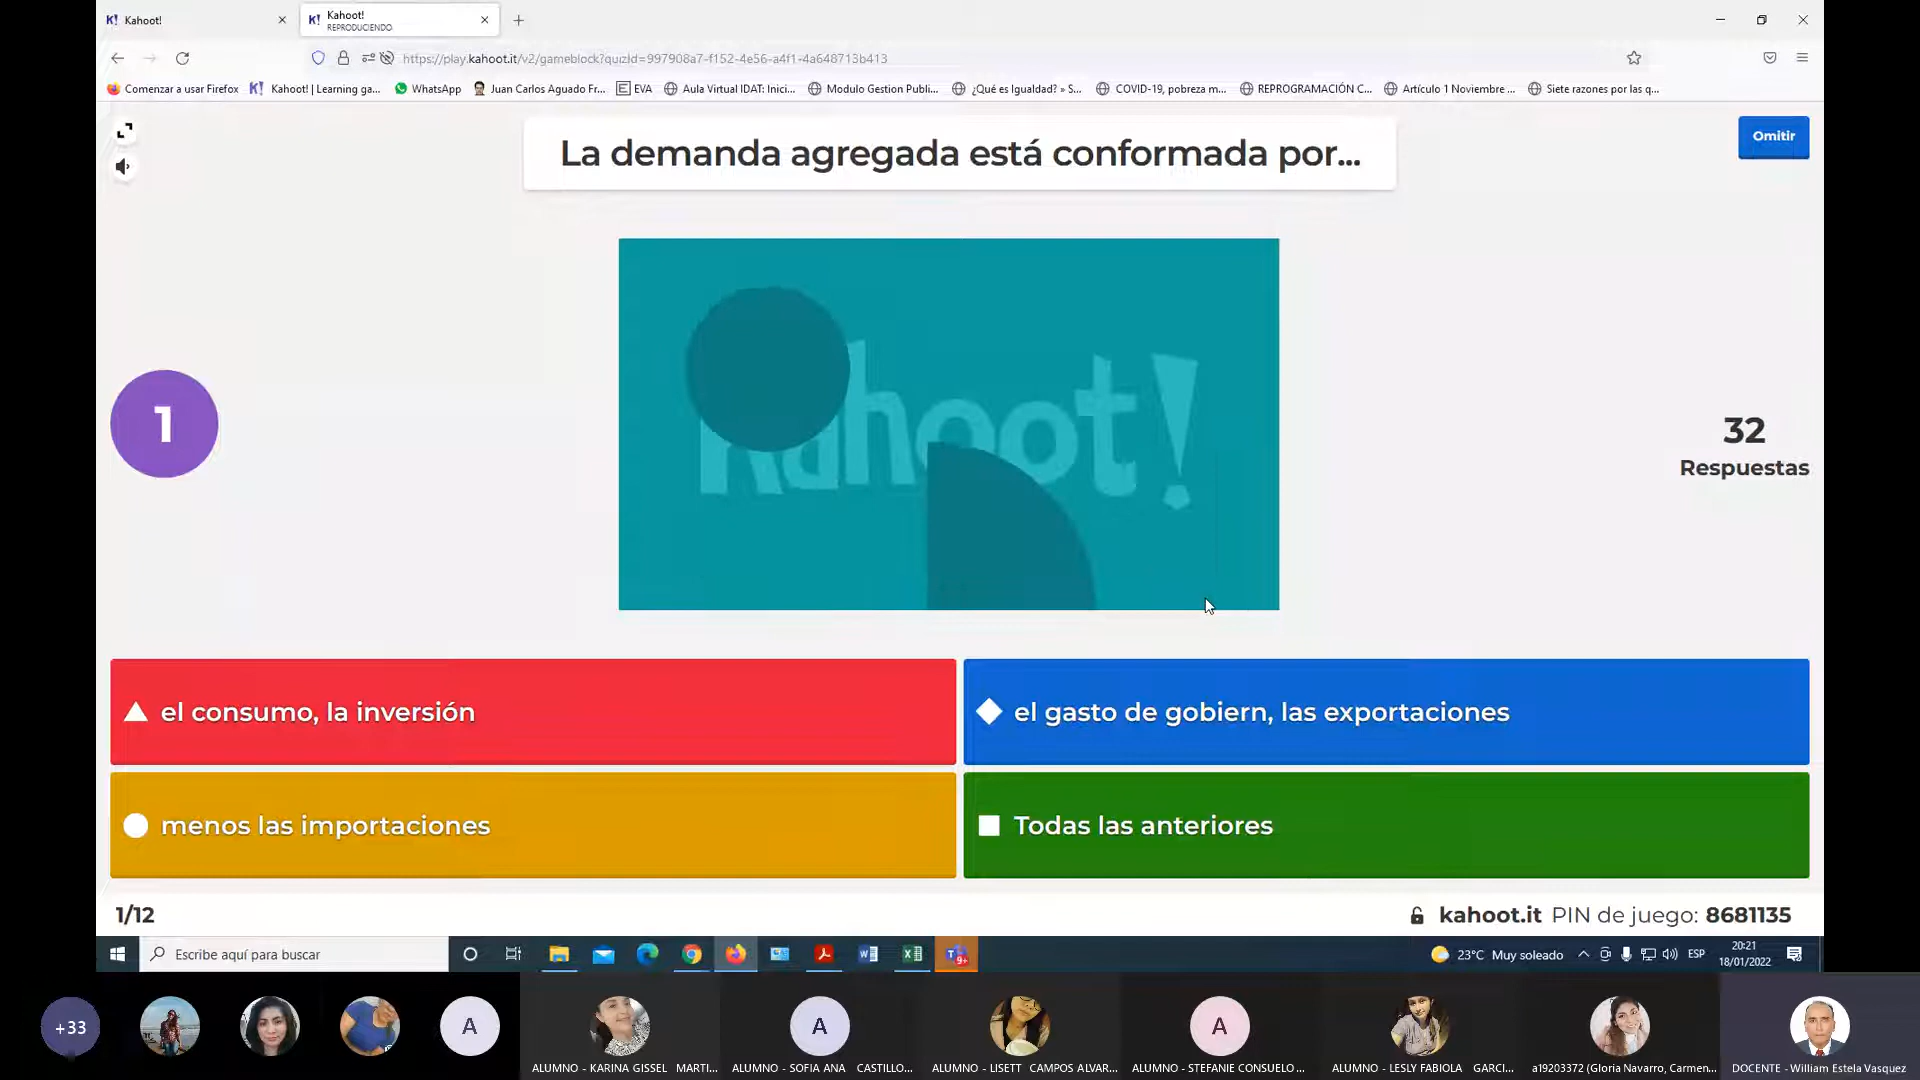 Kahoot!
Kahoot!
REPRODUCIENDO
https://play.kahoot.it/v2/gameblock?quizId=997908a7-f152-4e56-a4f1-4a648713b413
Comenzar a usar Firefox
Kahoot! | Learning ga...
WhatsApp
Juan Carlos Aguado Fr...
EVA
Aula Virtual IDAT: Inici...
Modulo Gestion Publi...
¿Qué es Igualdad? » S...
COVID-19, pobreza m...
REPROGRAMACIÓN C...
Artículo 1 Noviembre ...
Siete razones por las q...
La demanda agregada está conformada por...
Omitir
Kahoot!
1
32
Respuestas
el consumo, la inversión
el gasto de gobiern, las exportaciones
menos las importaciones
Todas las anteriores
1/12
kahoot.it PIN de juego: 8681135
Escribe aquí para buscar
9+
23°C Muy soleado
ESP
20:21
18/01/2022
+33
A
A
A
ALUMNO - KARINA GISSEL MARTI...
ALUMNO - SOFIA ANA CASTILLO...
ALUMNO - LISETT CAMPOS ALVAR...
ALUMNO - STEFANIE CONSUELO ...
ALUMNO - LESLY FABIOLA GARCI...
a19203372 (Gloria Navarro, Carmen...
DOCENTE - William Estela Vasquez